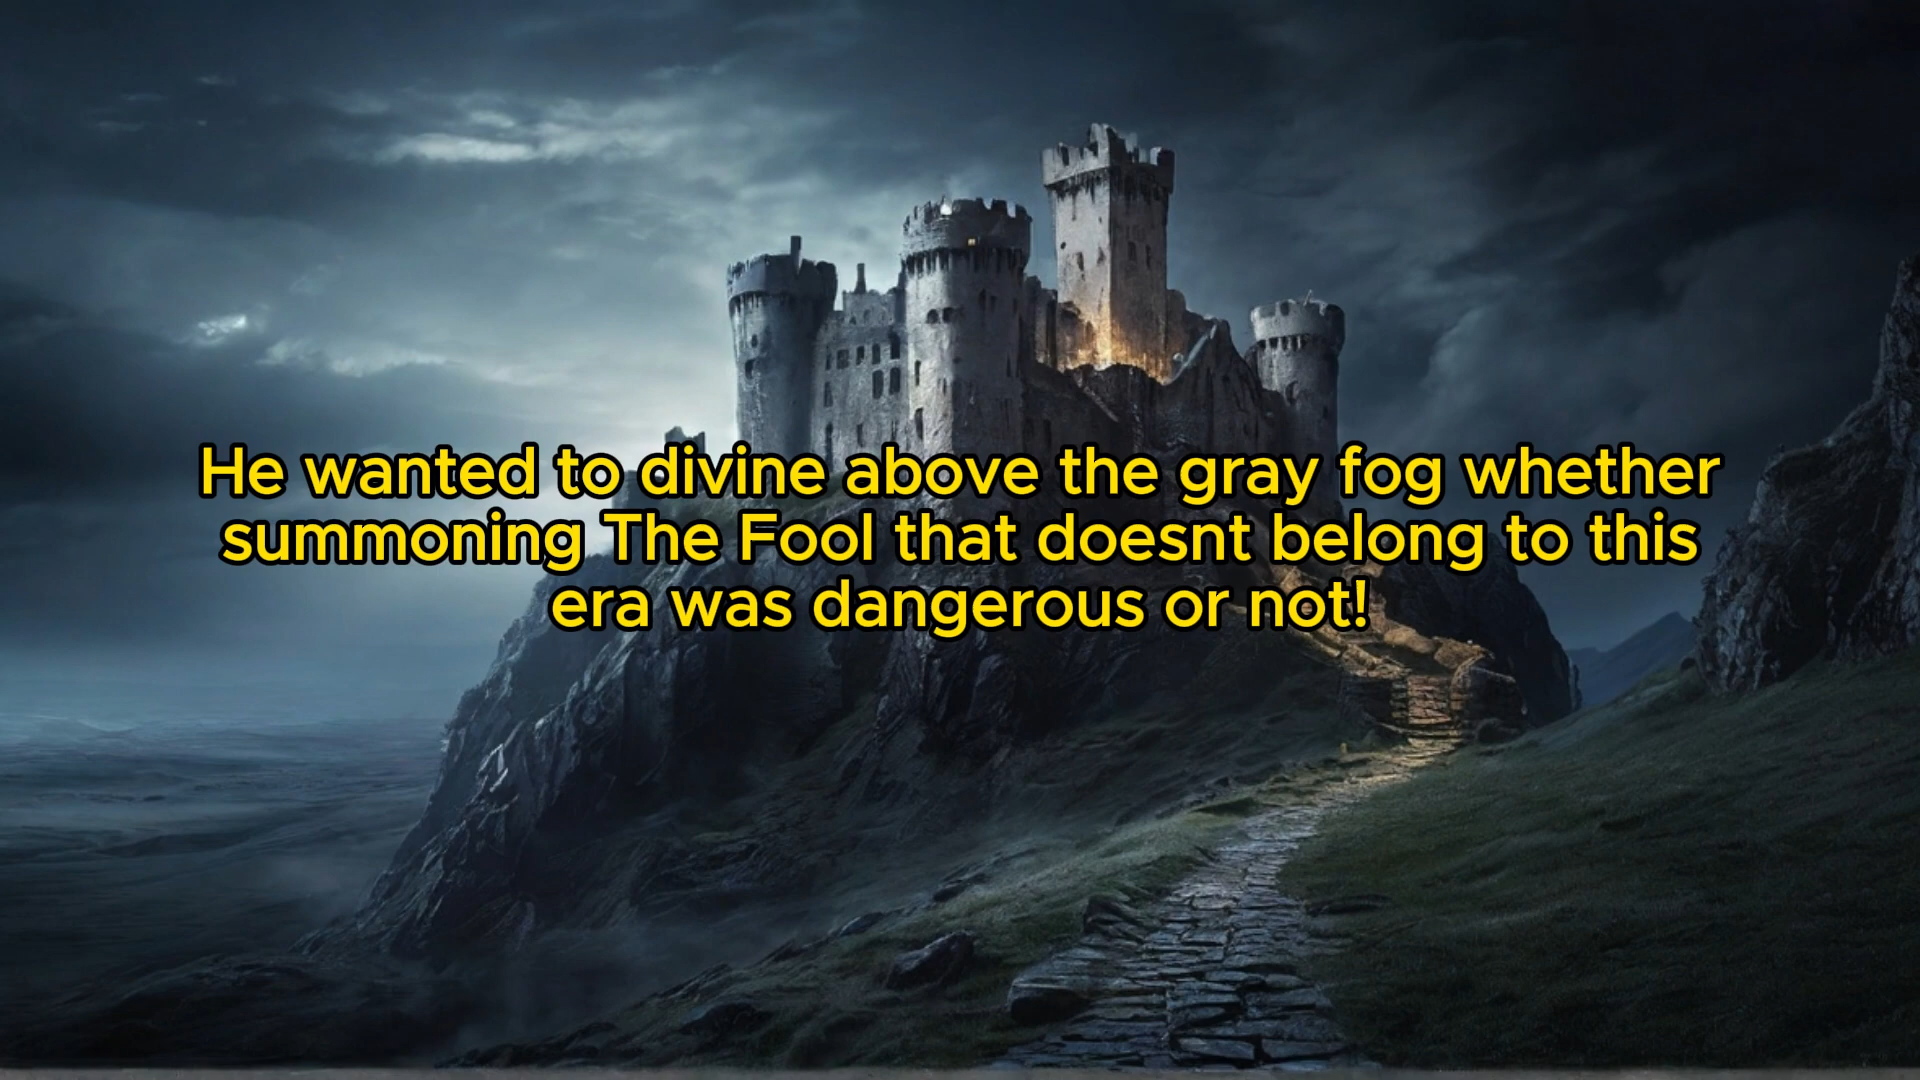 He wanted to divine above the gray fog whether
summoning The Fool that doesnt belong to this
era was dangerous or not!